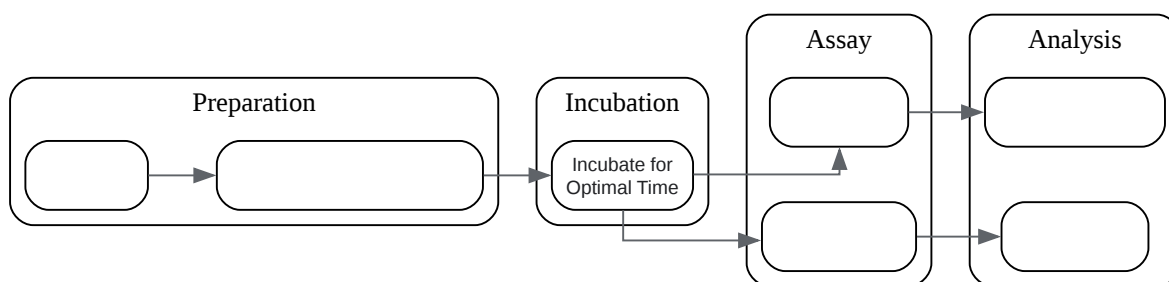 Assay
Analysis
Preparation
Incubation
Incubate for
Optimal Time